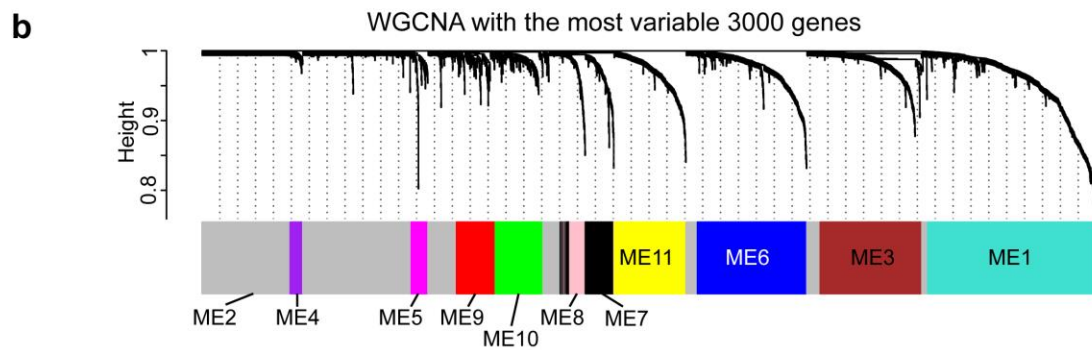 b
WGCNA with the most variable 3000 genes
Height
1
0.9
0.8
ME11
ME6
ME3
ME1
ME2
ME4
ME5
ME9
ME10
ME8
ME7